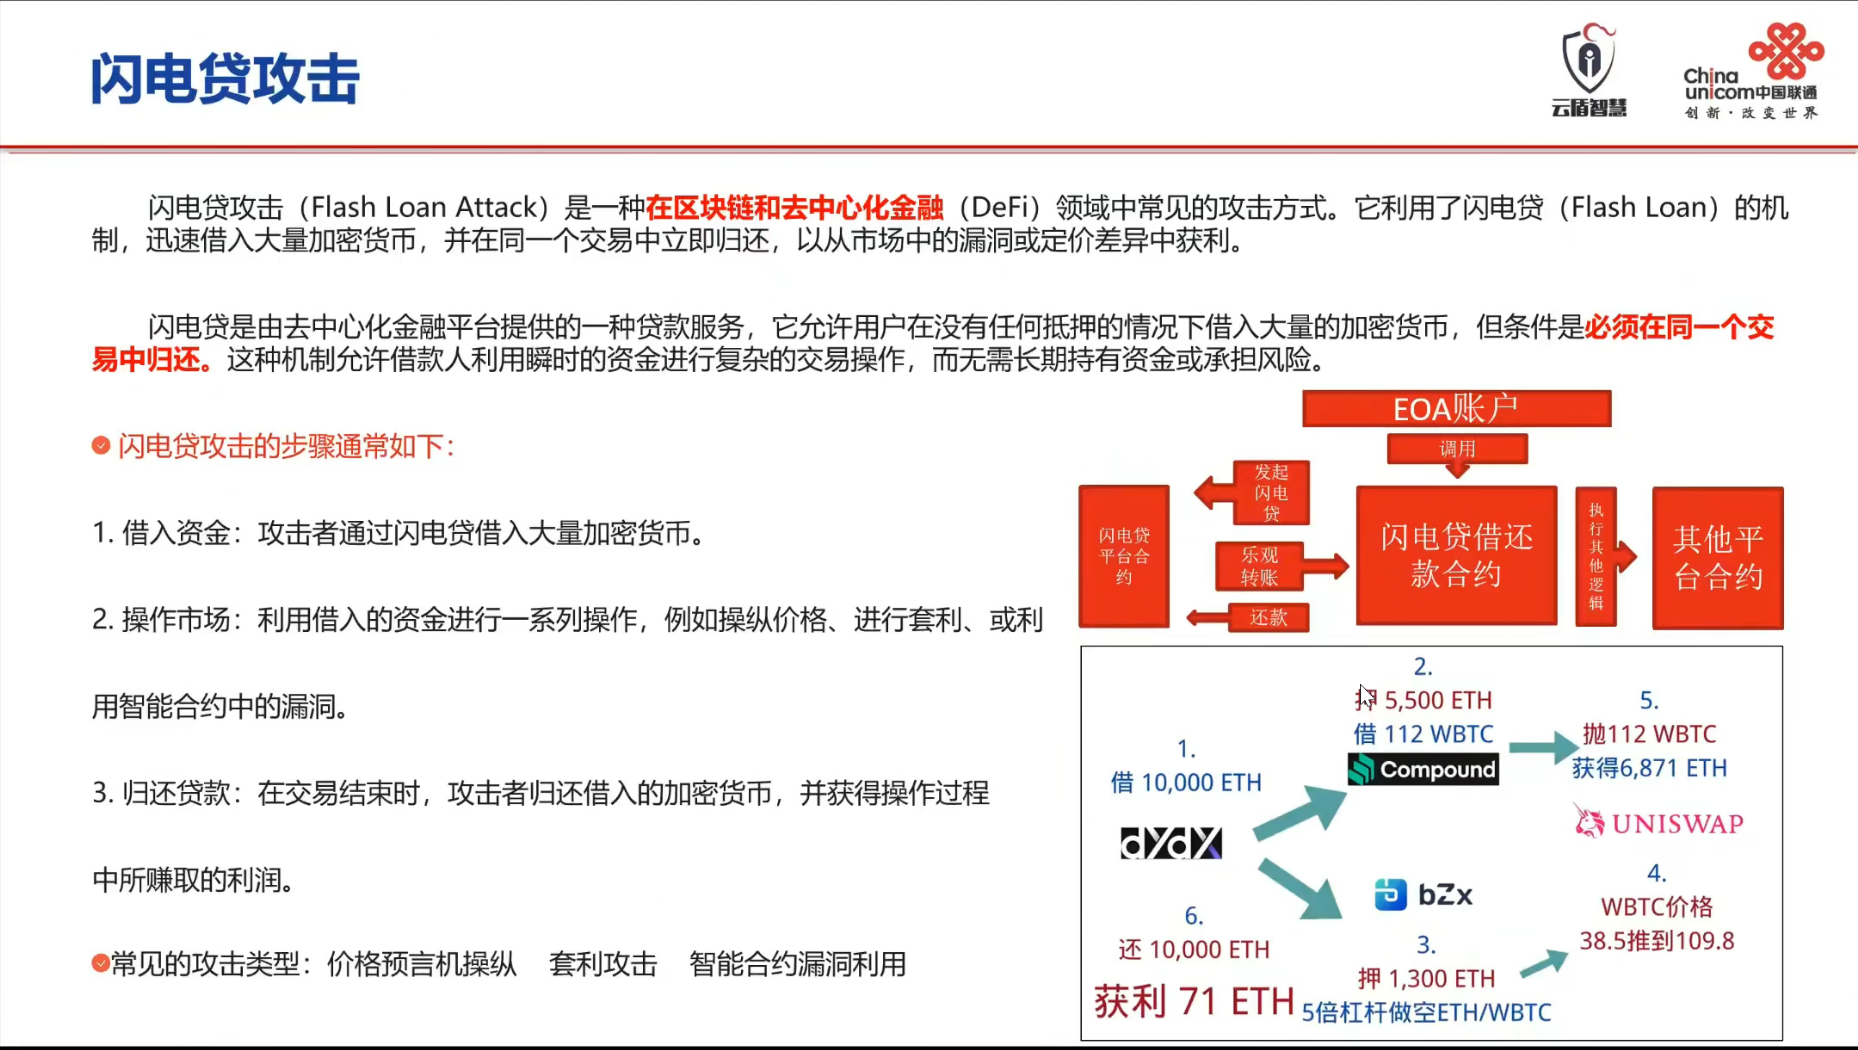 闪电贷攻击
云盾智慧
China
unicom中国联通
创新·改变世界
闪电贷攻击（Flash Loan Attack）是一种在区块链和去中心化金融（DeFi）领域中常见的攻击方式。它利用了闪电贷（Flash Loan）的机
制，迅速借入大量加密货币，并在同一个交易中立即归还，以从市场中的漏洞或定价差异中获利。
闪电贷是由去中心化金融平台提供的一种贷款服务，它允许用户在没有任何抵押的情况下借入大量的加密货币，但条件是必须在同一个交
易中归还。这种机制允许借款人利用瞬时的资金进行复杂的交易操作，而无需长期持有资金或承担风险。
闪电贷攻击的步骤通常如下：
1. 借入资金：攻击者通过闪电贷借入大量加密货币。
2. 操作市场：利用借入的资金进行一系列操作，例如操纵价格、进行套利、或利
用智能合约中的漏洞。
3. 归还贷款：在交易结束时，攻击者归还借入的加密货币，并获得操作过程
中所赚取的利润。
常见的攻击类型：价格预言机操纵 套利攻击 智能合约漏洞利用
EOA账户
调用
闪电贷
平台合
约
发起
闪电
贷
乐观
转账
还款
闪电贷借还
款合约
执
行
其
他
逻
辑
其他平
台合约
1.
借 10,000 ETH
dYdX
2.
押 5,500 ETH
借 112 WBTC
Compound
bZx
3.
押 1,300 ETH
5倍杠杆做空ETH/WBTC
4.
WBTC价格
38.5推到109.8
5.
抛112 WBTC
获得6,871 ETH
UNISWAP
6.
还 10,000 ETH
获利 71 ETH